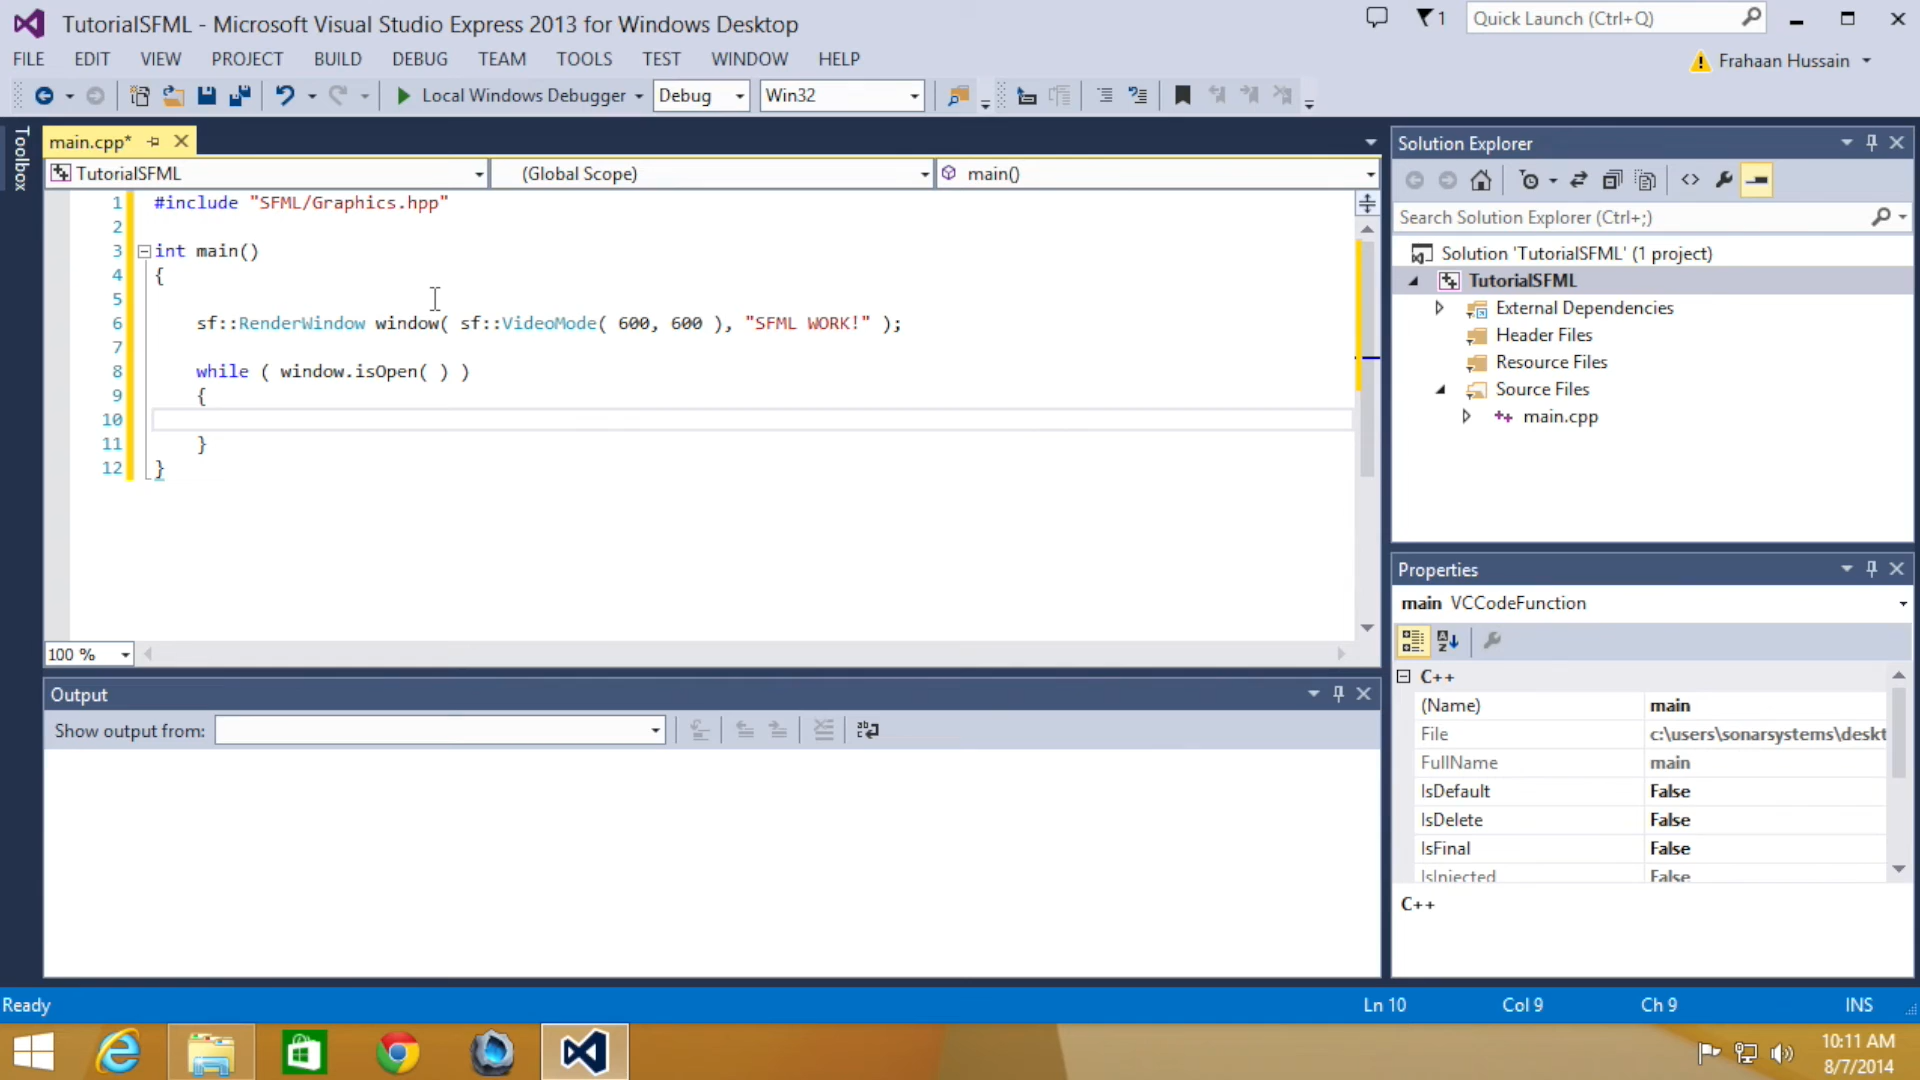 TutorialSFML - Microsoft Visual Studio Express 2013 for Windows Desktop
1
Quick Launch (Ctrl+Q)
FILE EDIT VIEW PROJECT BUILD DEBUG TEAM TOOLS TEST WINDOW HELP
Frahaan Hussain
Local Windows Debugger Debug Win32
Toolbox
main.cpp*
TutorialSFML (Global Scope) main()
1 #include "SFML/Graphics.hpp"
2
3 int main()
4 {
5
6 sf::RenderWindow window( sf::VideoMode( 600, 600 ), "SFML WORK!" );
7
8 while ( window.isOpen( ) )
9 {
10
11 }
12 }
100 %
Output
Show output from:
Solution Explorer
Search Solution Explorer (Ctrl+;)
Solution 'TutorialSFML' (1 project)
TutorialSFML
External Dependencies
Header Files
Resource Files
Source Files
main.cpp
Properties
main VCCodeFunction
C++
(Name) main
File c:\users\sonarsystems\deskt
FullName main
IsDefault False
IsDelete False
IsFinal False
IsInjected False
C++
Ready
Ln 10 Col 9 Ch 9 INS
10:11 AM
8/7/2014